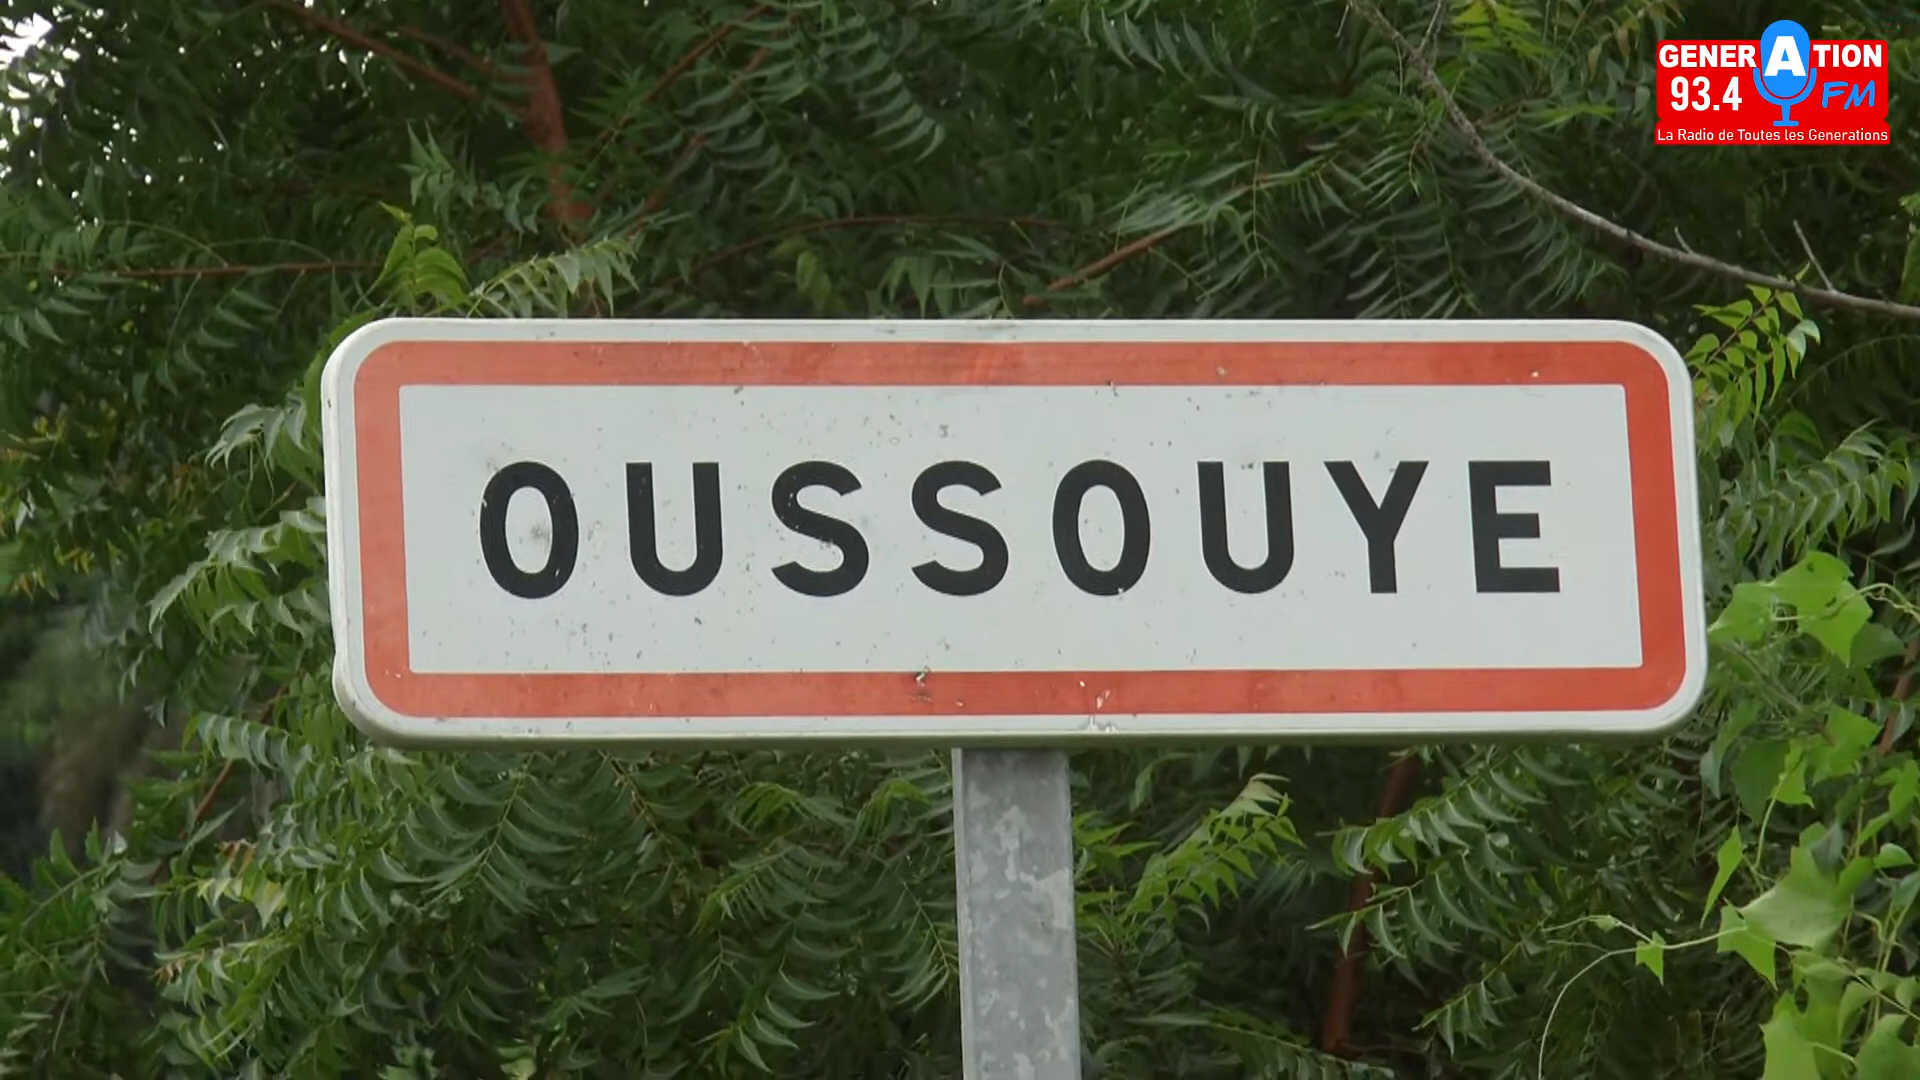 GENERATION
93.4 FM
La Radio de Toutes les Generations
OUSSOUYE